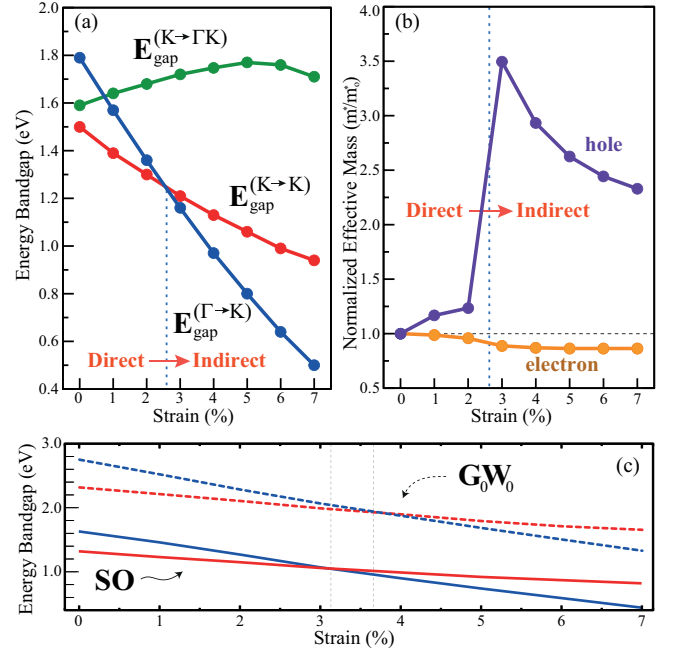 (a)
E_gap^(K→ΓK)
E_gap^(K→K)
E_gap^(Γ→K)
Direct → Indirect
Energy Bandgap (eV)
2.0
1.8
1.6
1.4
1.2
1.0
0.8
0.6
0.4
0 1 2 3 4 5 6 7
Strain (%)
(b)
hole
Direct → Indirect
electron
Normalized Effective Mass (m*/m*₀)
4.0
3.5
3.0
2.5
2.0
1.5
1.0
0.5
0 1 2 3 4 5 6 7
Strain (%)
(c)
G₀W₀
SO
Energy Bandgap (eV)
3.0
2.0
1.0
0 1 2 3 4 5 6 7
Strain (%)